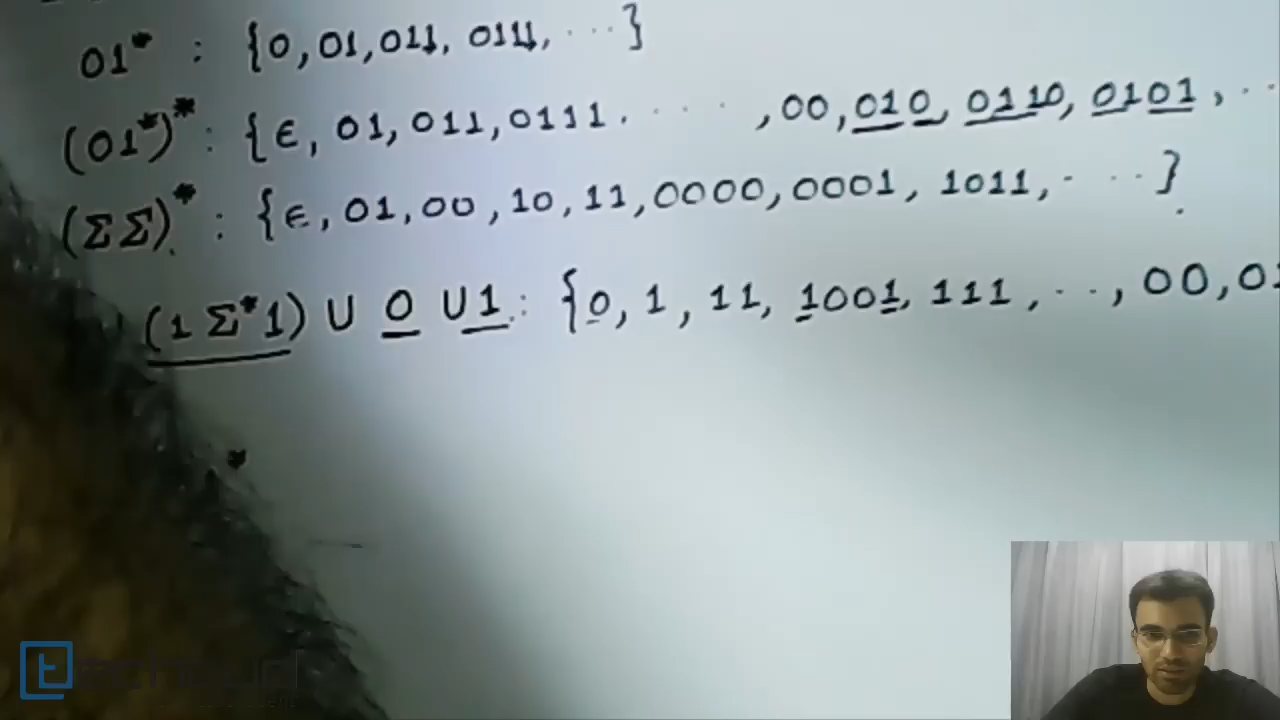 01* : {0, 01, 011, 0111, ...}
(01*)* : {ϵ, 01, 011, 0111. ...., 00, 010, 0110, 0101, ..
(ΣΣ)* : {ϵ, 01, 00, 10, 11, 0000, 0001, 1011, ....}
(1Σ*1) ∪ 0 ∪ 1 : {0, 1, 11, 1001, 111, ..., 00, 01
*